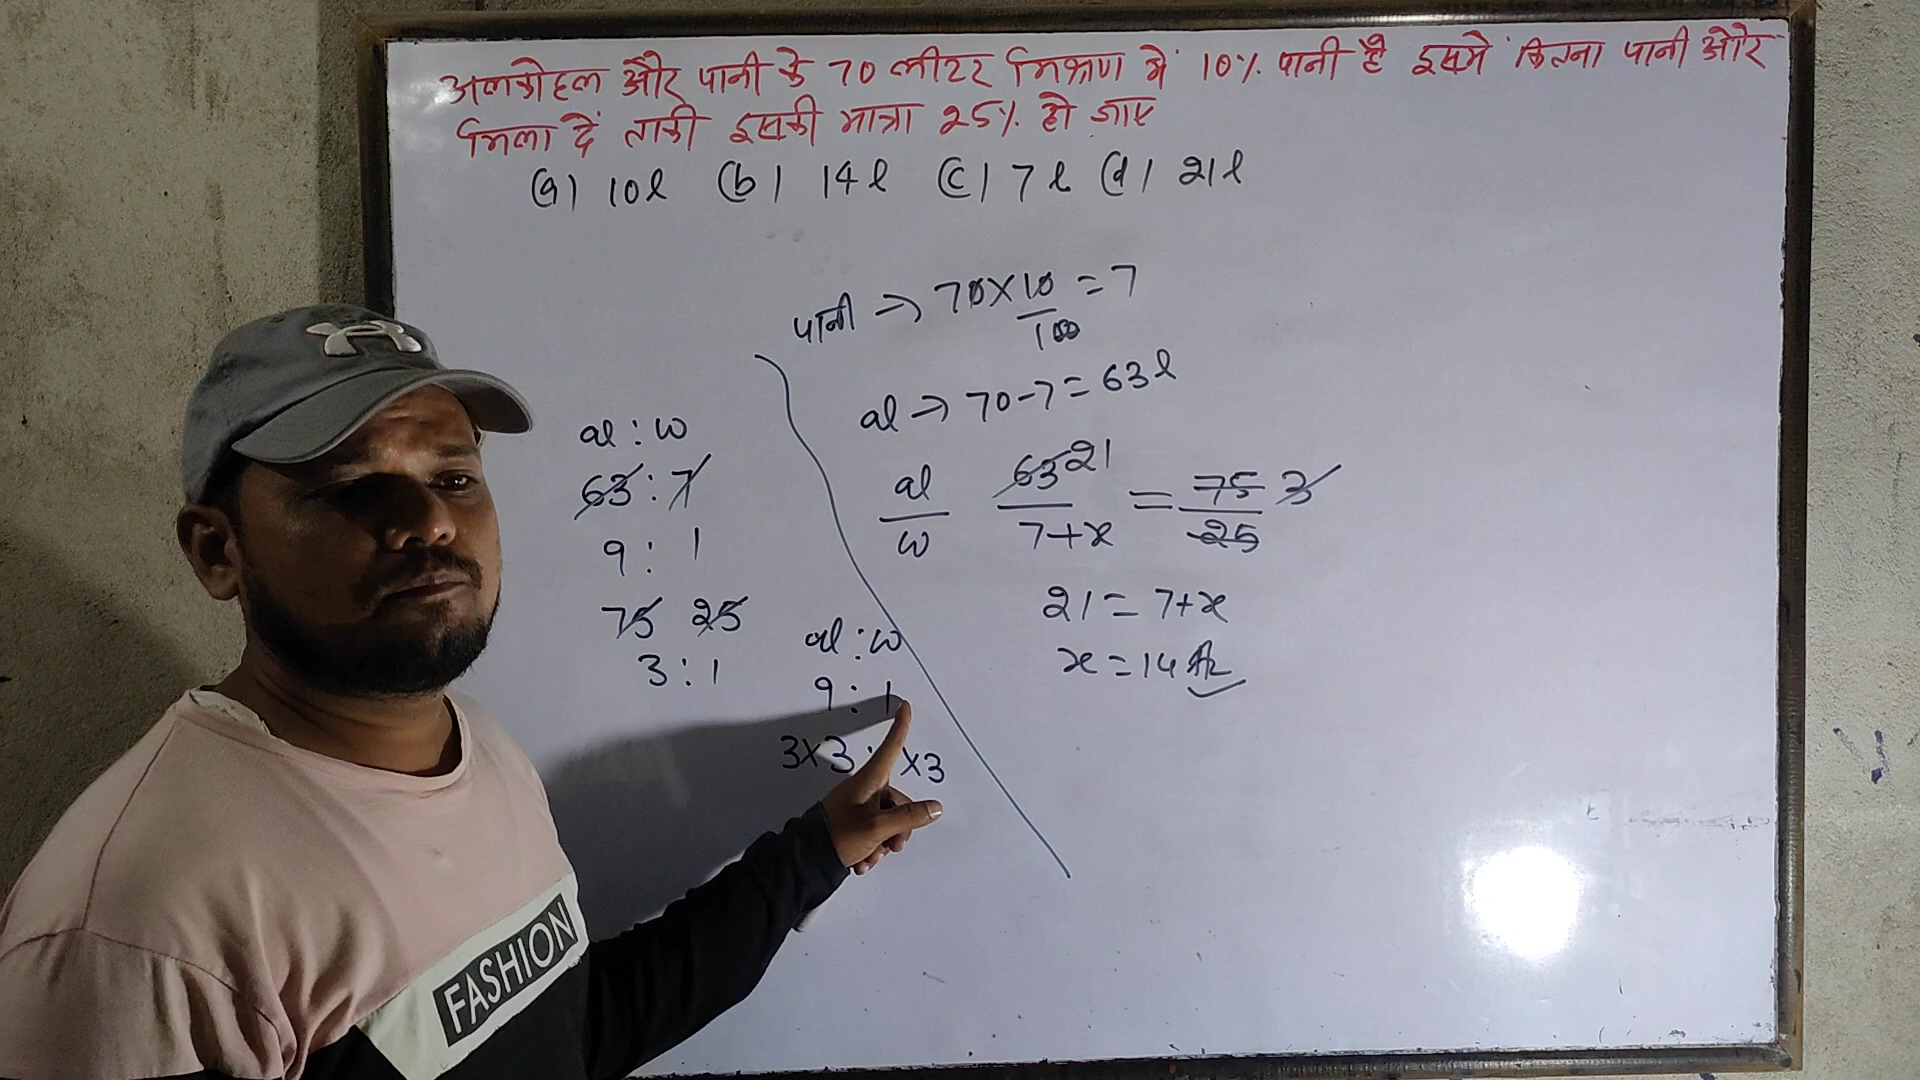 अलकोहल और पानी के 70 लीटर मिश्रण में 10% पानी है इसमें कितना पानी और
मिला दें ताकी इसकी मात्रा 25% हो जाए
(a) 10l (b) 14l (c) 7l (d) 21l
पानी => 70×10/100 = 7
al => 70-7 = 63l
al/w 63 21/7+x = 75 3/25
21 = 7+x
x = 14 Ans
al : w
63 : 7
9 : 1
75 25
3 : 1
al : w
9 : 1
3×3 : ×3
FASHION